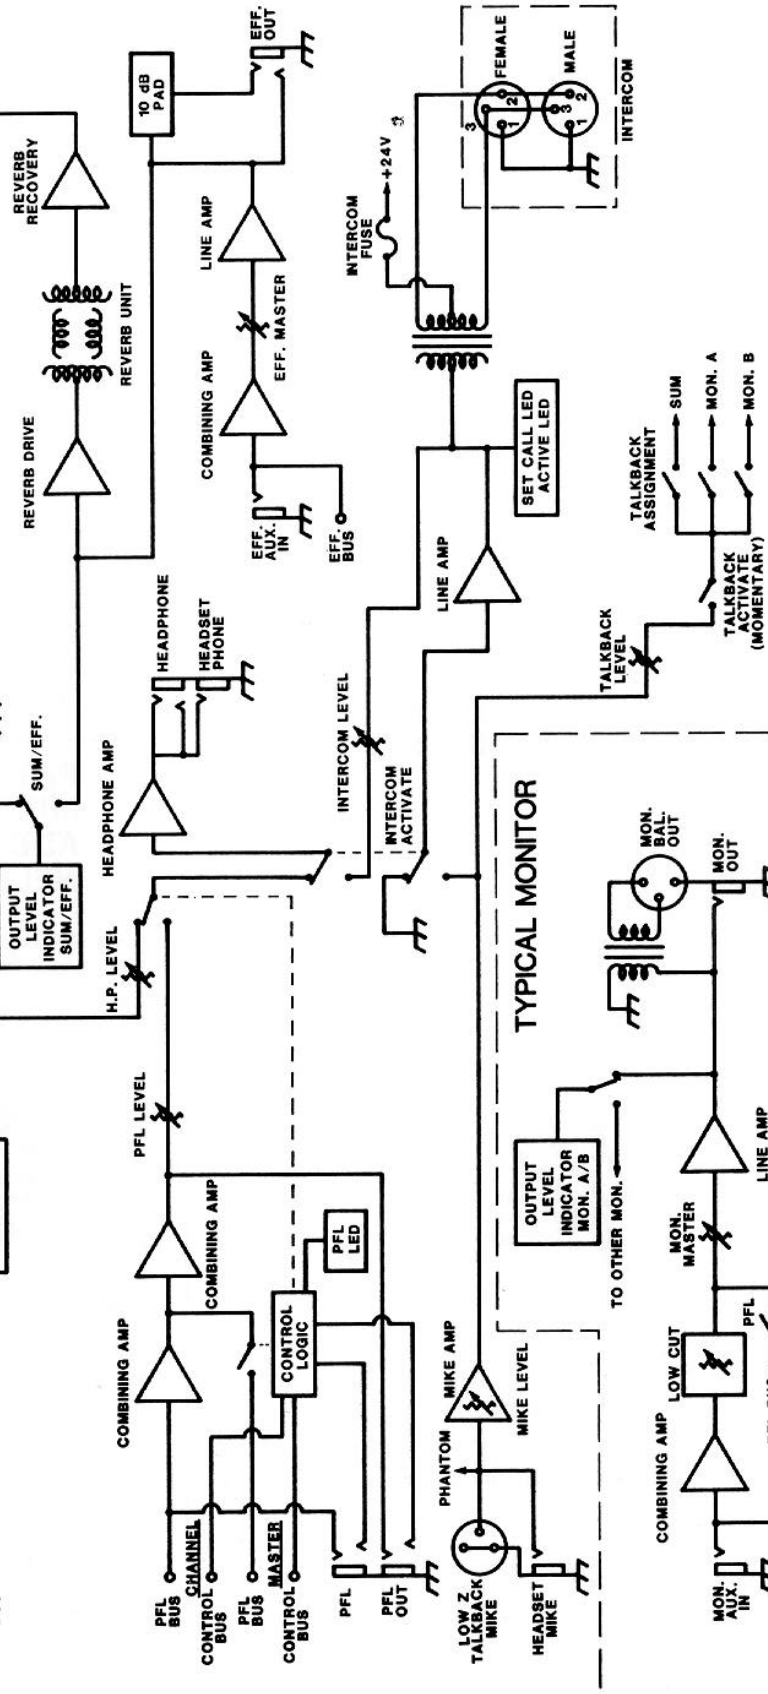 EFF.
OUT
10 dB
PAD
REVERB
RECOVERY
REVERB UNIT
REVERB DRIVE
LINE AMP
EFF. MASTER
COMBINING AMP
EFF.
AUX.
IN
EFF.
BUS
FEMALE
MALE
3
2
1
2
3
1
INTERCOM
+24V
INTERCOM
FUSE
SET CALL LED
ACTIVE LED
LINE AMP
TALKBACK
ASSIGNMENT
SUM
MON. A
MON. B
TALKBACK
ACTIVATE
(MOMENTARY)
TALKBACK
LEVEL
HEADPHONE
HEADSET
PHONE
HEADPHONE AMP
INTERCOM LEVEL
INTERCOM
ACTIVATE
SUM/EFF.
OUTPUT
LEVEL
INDICATOR
SUM/EFF.
H.P. LEVEL
PFL LEVEL
COMBINING AMP
COMBINING AMP
PFL
LED
CONTROL
LOGIC
PFL
BUS
CHANNEL
CONTROL
BUS
PFL
BUS
MASTER
CONTROL
BUS
PFL
PFL
OUT
MIKE AMP
MIKE LEVEL
PHANTOM
LOW Z
TALKBACK
MIKE
HEADSET
MIKE
TYPICAL MONITOR
MON.
BAL.
OUT
MON.
OUT
OUTPUT
LEVEL
INDICATOR
MON. A/B
TO OTHER MON.
LINE AMP
MON.
MASTER
LOW CUT
PFL
COMBINING AMP
MON.
AUX.
IN